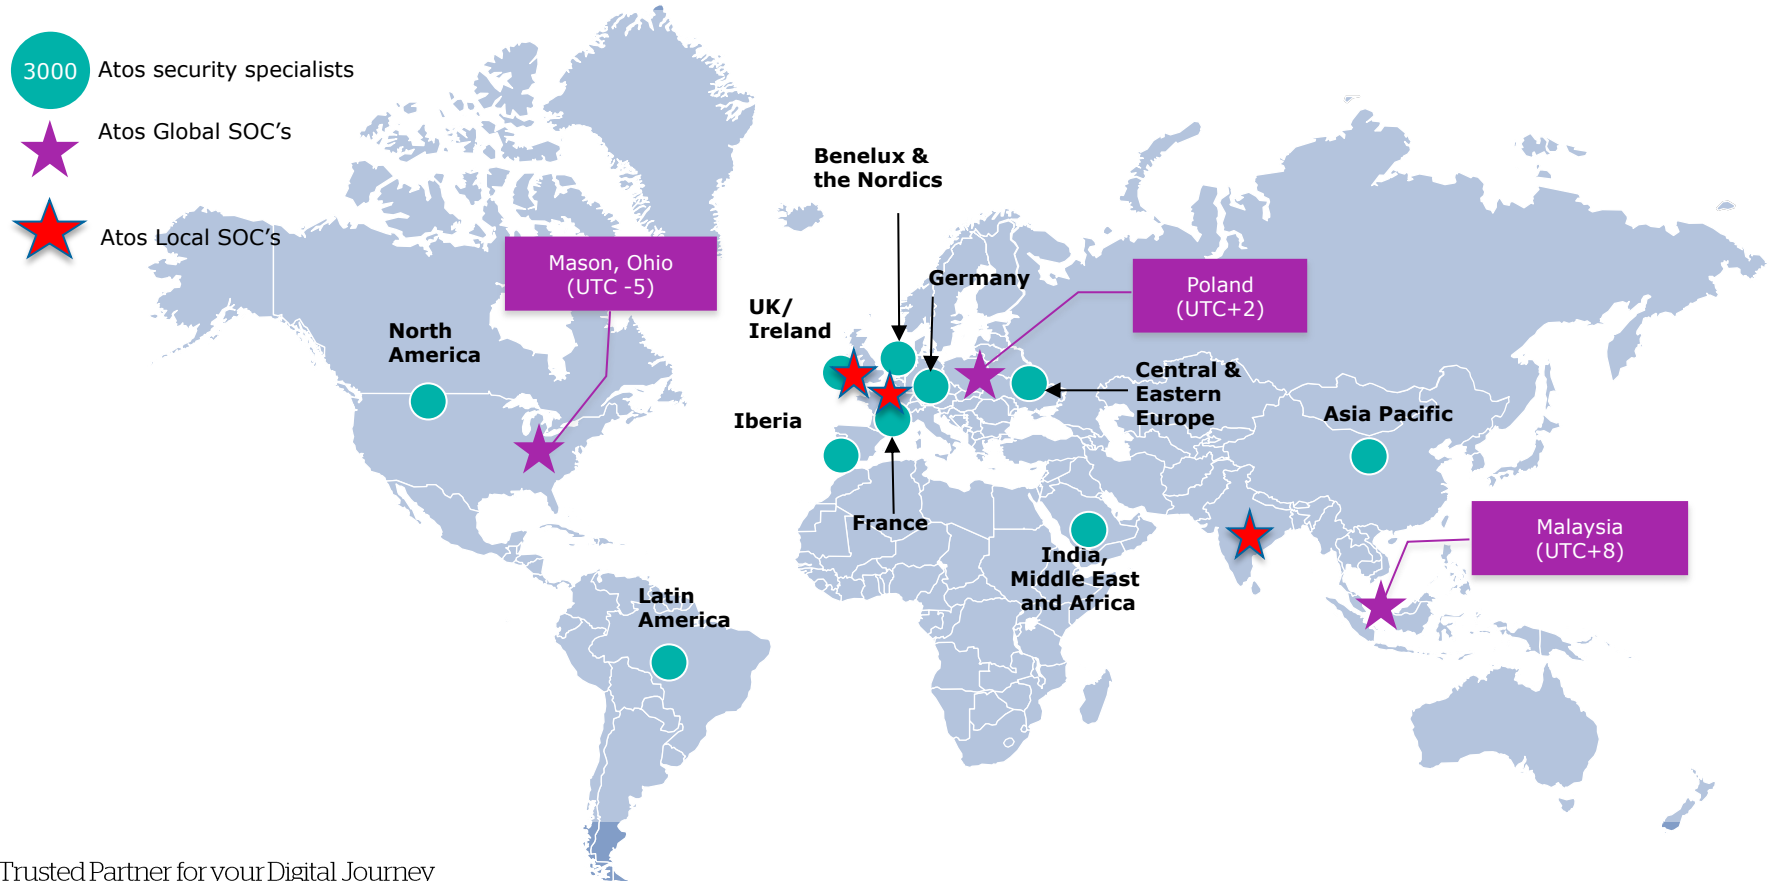 3000
Atos security specialists
Atos Global SOC's
Atos Local SOC's
Benelux &
the Nordics
Mason, Ohio
(UTC -5)
Germany
Poland
(UTC+2)
UK/
Ireland
North
America
Central &
Eastern
Europe
Iberia
Asia Pacific
France
Malaysia
(UTC+8)
India,
Middle East
and Africa
Latin
America
Trusted Partner for your Digital Journey